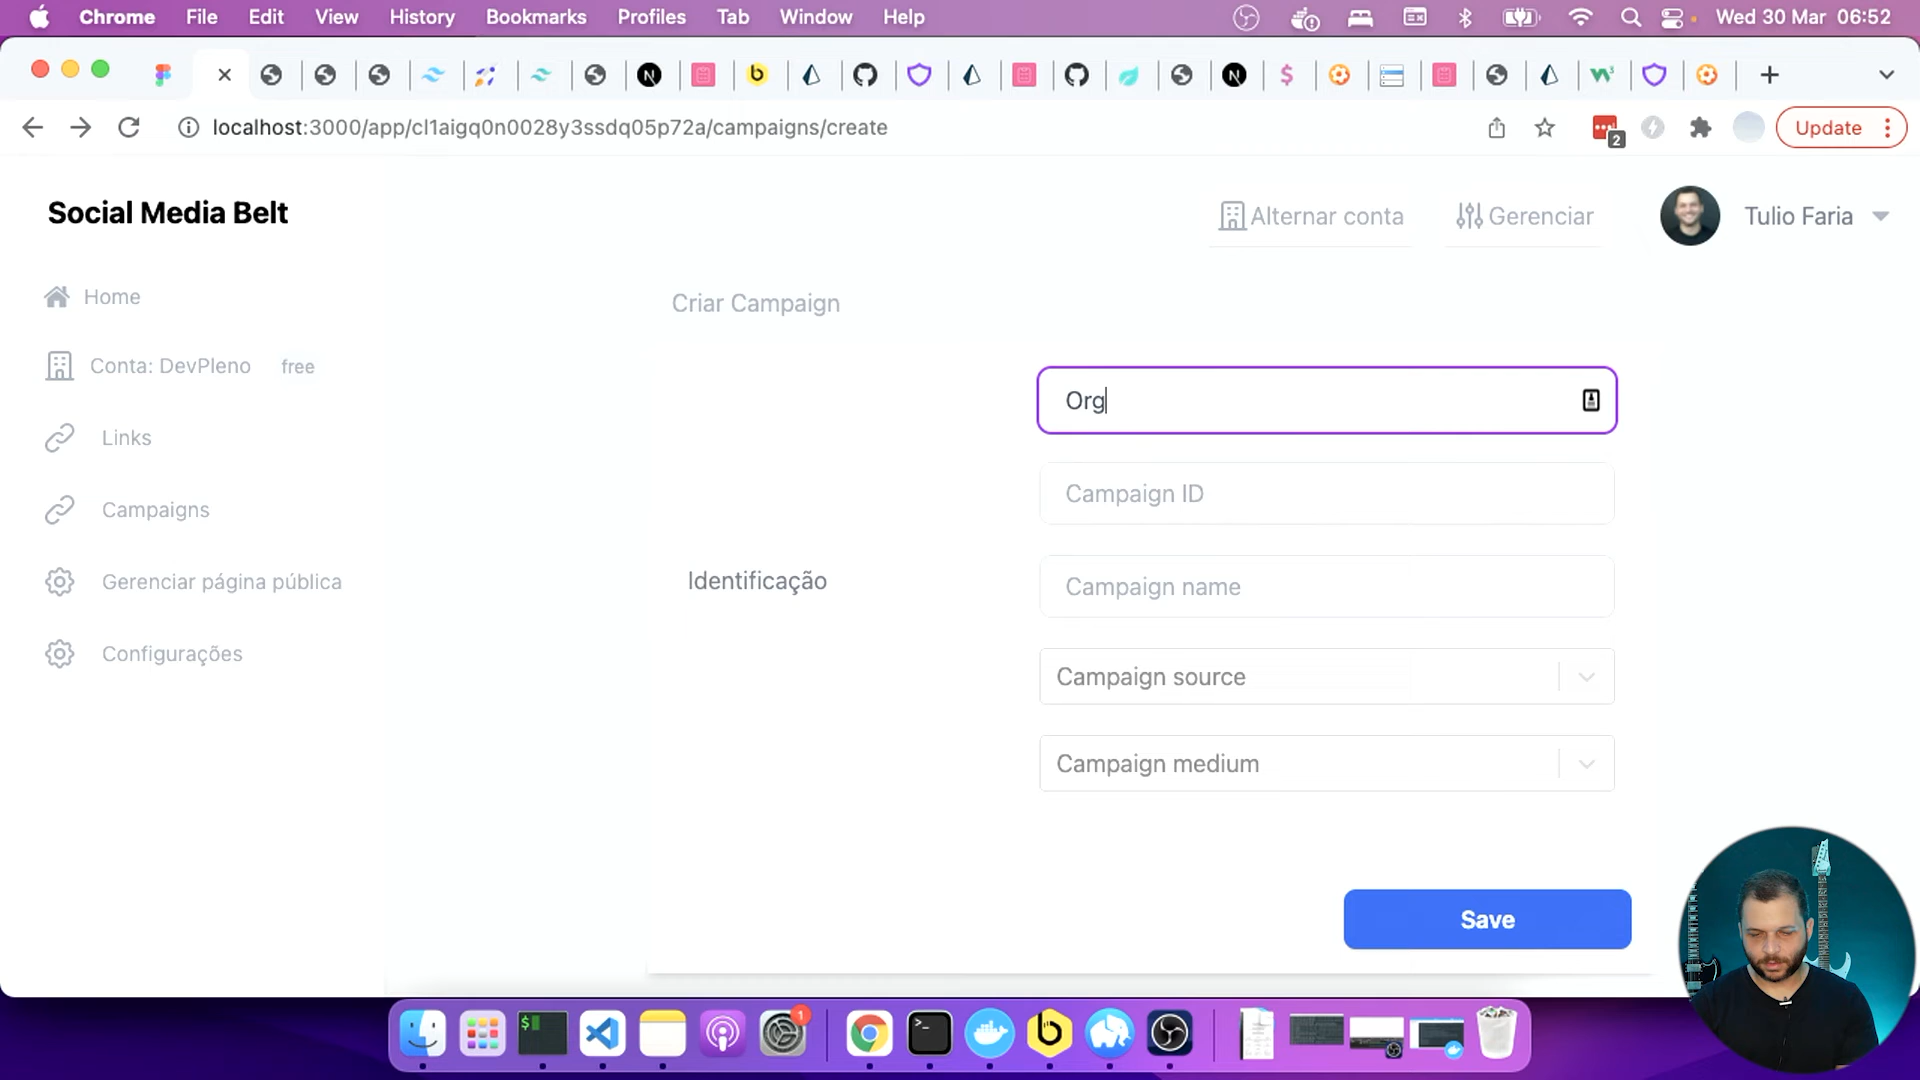 Chrome File Edit View History Bookmarks Profiles Tab Window Help Wed 30 Mar 06:52
localhost:3000/app/cl1aigq0n0028y3ssdq05p72a/campaigns/create
2
Update
Social Media Belt
Alternar conta
Gerenciar
Tulio Faria
Home
Conta: DevPleno free
Links
Campaigns
Gerenciar página pública
Configurações
Criar Campaign
Identificação
Org
Campaign ID
Campaign name
Campaign source
Campaign medium
Save
1